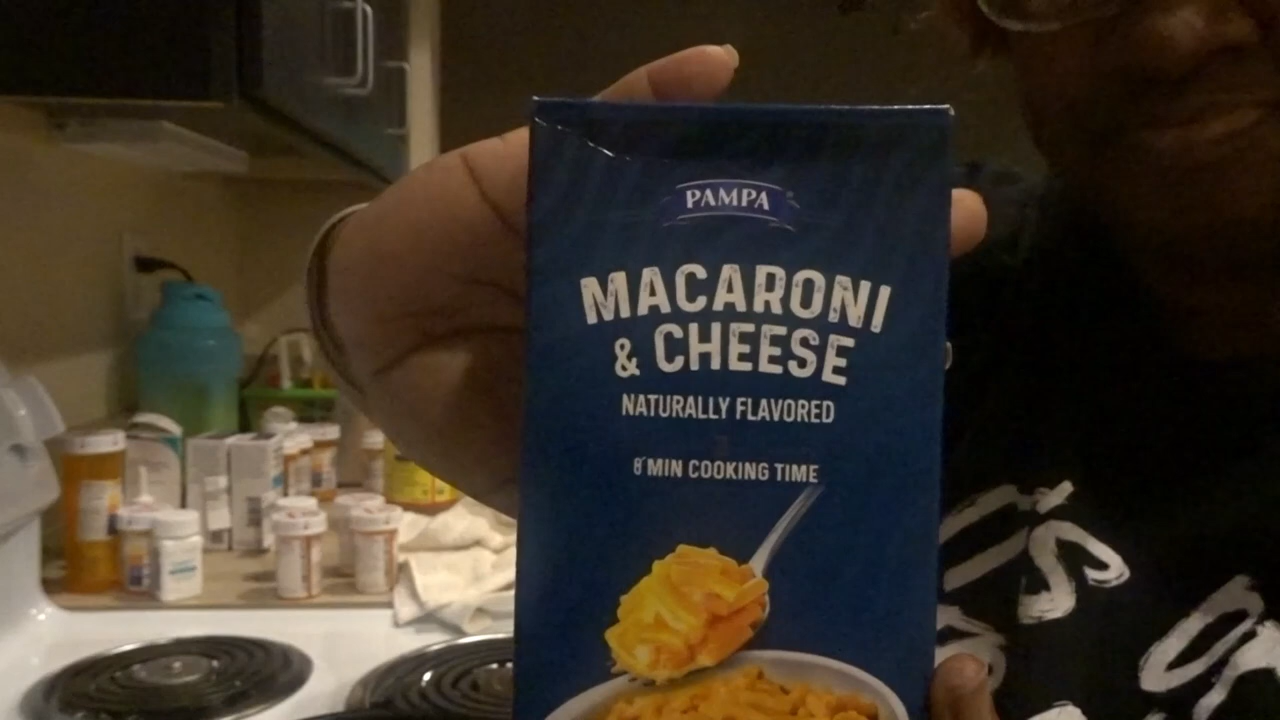 PAMPA
MACARONI
& CHEESE
NATURALLY FLAVORED
8 MIN COOKING TIME